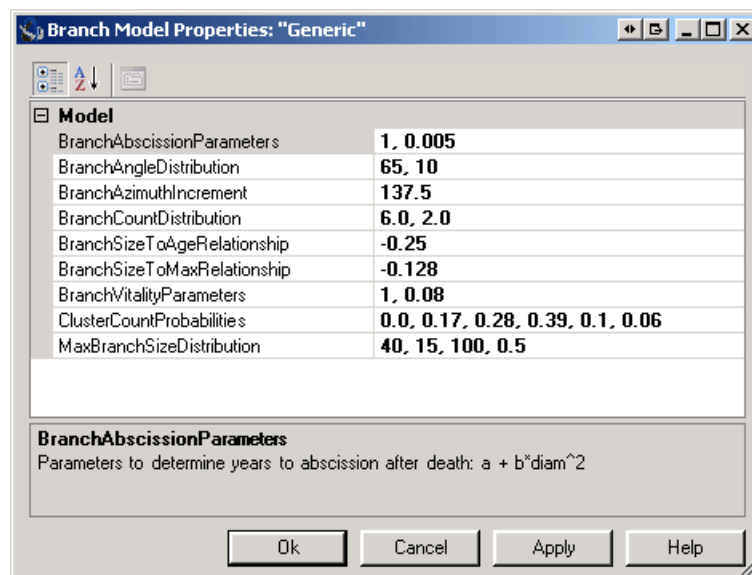 Branch Model Properties: "Generic"
Model
BranchAbscissionParameters 1, 0.005
BranchAngleDistribution 65, 10
BranchAzimuthIncrement 137.5
BranchCountDistribution 6.0, 2.0
BranchSizeToAgeRelationship -0.25
BranchSizeToMaxRelationship -0.128
BranchVitalityParameters 1, 0.08
ClusterCountProbabilities 0.0, 0.17, 0.28, 0.39, 0.1, 0.06
MaxBranchSizeDistribution 40, 15, 100, 0.5
BranchAbscissionParameters
Parameters to determine years to abscission after death: a + b*diam^2
Ok Cancel Apply Help